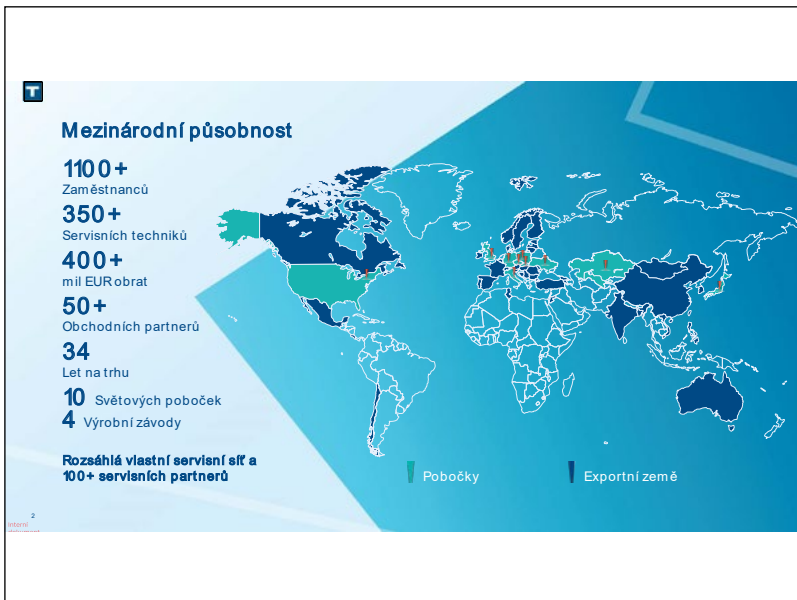 T
Mezinárodní působnost
1100+
Zaměstnanců
350+
Servisních techniků
400+
mil EUR obrat
50+
Obchodních partnerů
34
Let na trhu
10 Světových poboček
4 Výrobní závody
Rozsáhlá vlastní servisní síť a
100+ servisních partnerů
Pobočky
Exportní země
2
Interní